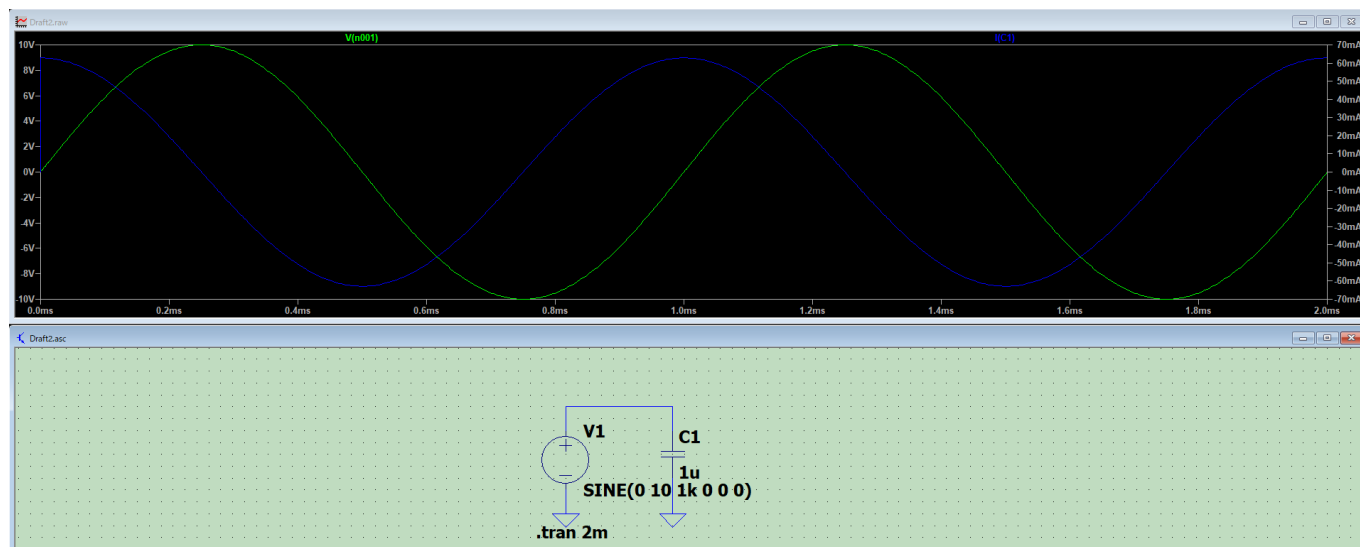 Draft2.raw
V(n001)
I(C1)
10V
8V
6V
4V
2V
0V
-2V
-4V
-6V
-8V
-10V
70mA
60mA
50mA
40mA
30mA
20mA
10mA
0mA
-10mA
-20mA
-30mA
-40mA
-50mA
-60mA
-70mA
0.0ms 0.2ms 0.4ms 0.6ms 0.8ms 1.0ms 1.2ms 1.4ms 1.6ms 1.8ms 2.0ms
Draft2.asc
V1
C1
1u
SINE(0 10 1k 0 0 0)
.tran 2m